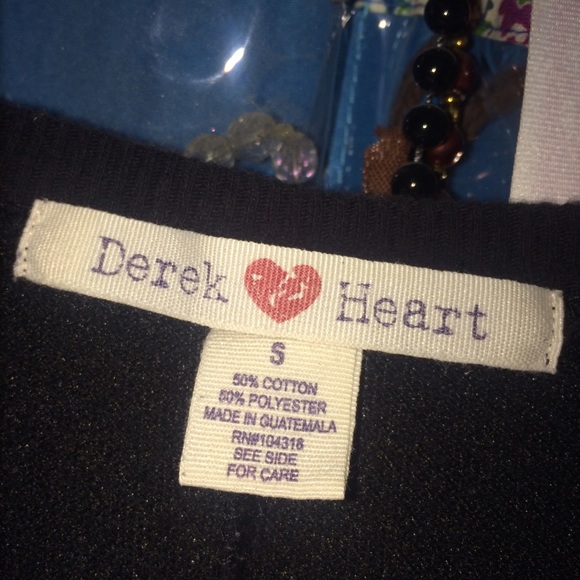 Derek Heart
S
50% COTTON
50% POLYESTER
MADE IN GUATEMALA
RN#104318
SEE SIDE
FOR CARE